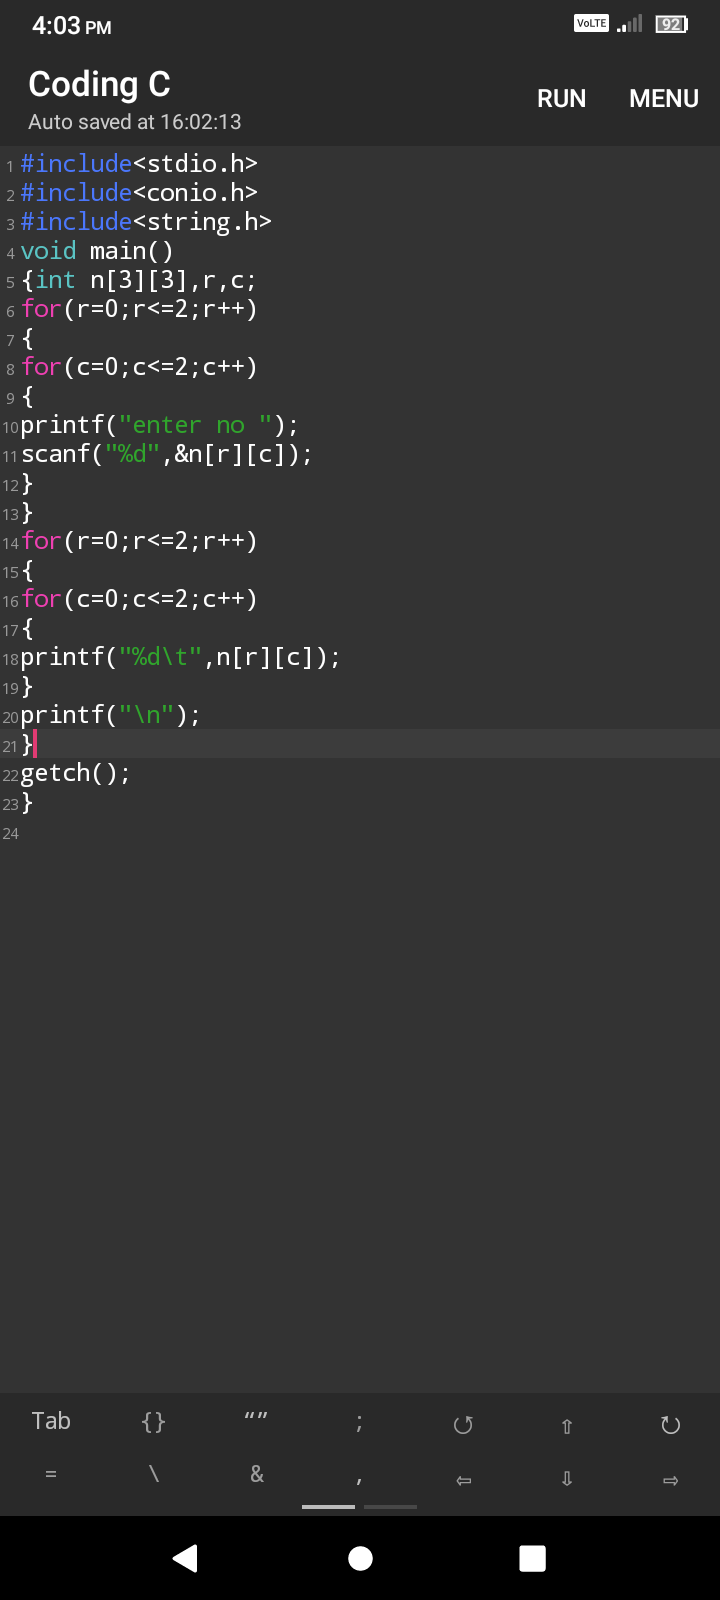 4:03 PM VoLTE 92
Coding C
RUN MENU
Auto saved at 16:02:13
1 #include<stdio.h>
2 #include<conio.h>
3 #include<string.h>
4 void main()
5 {int n[3][3],r,c;
6 for(r=0;r<=2;r++)
7 {
8 for(c=0;c<=2;c++)
9 {
10 printf("enter no ");
11 scanf("%d",&n[r][c]);
12 }
13 }
14 for(r=0;r<=2;r++)
15 {
16 for(c=0;c<=2;c++)
17 {
18 printf("%d\t",n[r][c]);
19 }
20 printf("\n");
21 }
22 getch();
23 }
24
Tab {} “” ; ⇧
= \ & , ⇦ ⇩ ⇨